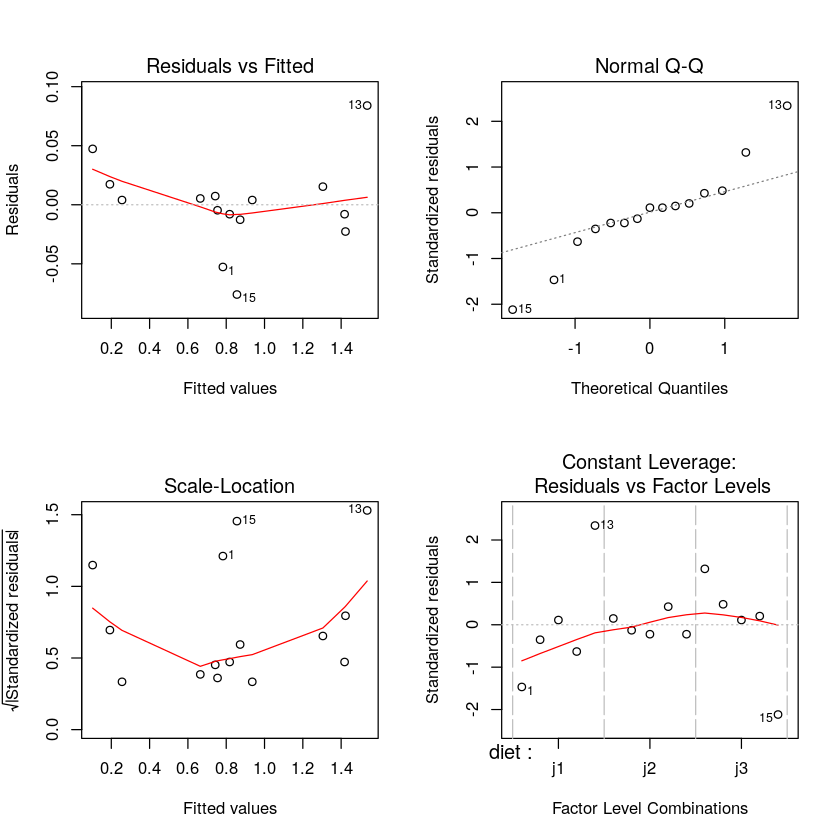 Residuals vs Fitted
Residuals
0.10
0.05
0.00
-0.05
13
1
15
0.2 0.4 0.6 0.8 1.0 1.2 1.4
Fitted values
Normal Q-Q
Standardized residuals
2
1
0
-1
-2
13
1
15
-1 0 1
Theoretical Quantiles
Scale-Location
√|Standardized residuals|
1.5
1.0
0.5
0.0
13
15
1
0.2 0.4 0.6 0.8 1.0 1.2 1.4
Fitted values
Constant Leverage:
Residuals vs Factor Levels
Standardized residuals
2
1
0
-1
-2
13
1
15
diet :
j1 j2 j3
Factor Level Combinations